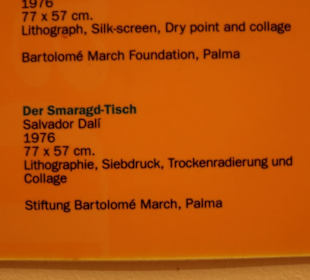 1976
77 x 57 cm.
Lithograph, Silk-screen, Dry point and collage
Bartolomé March Foundation, Palma
Der Smaragd-Tisch
Salvador Dalí
1976
77 x 57 cm.
Lithographie, Siebdruck, Trockenradierung und
Collage
Stiftung Bartolomé March, Palma